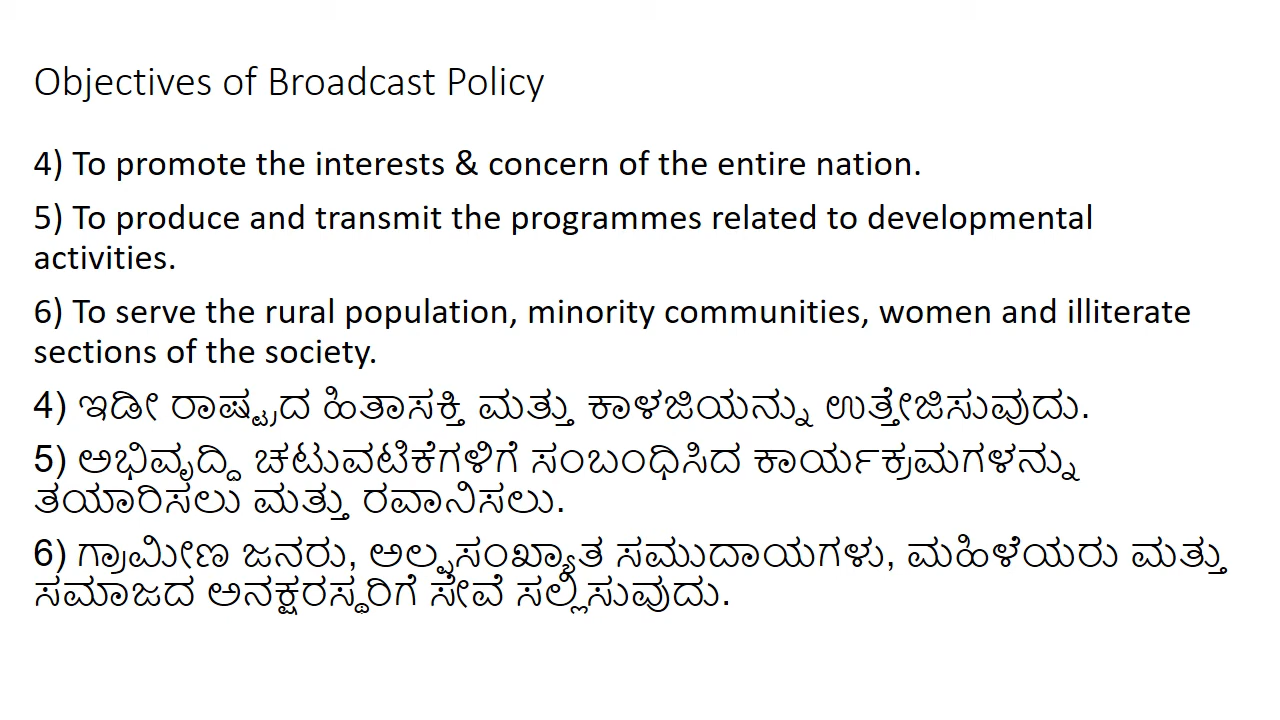 Objectives of Broadcast Policy
4) To promote the interests & concern of the entire nation.
5) To produce and transmit the programmes related to developmental
activities.
6) To serve the rural population, minority communities, women and illiterate
sections of the society.
4) ಇಡೀ ರಾಷ್ಟ್ರದ ಹಿತಾಸಕ್ತಿ ಮತ್ತು ಕಾಳಜಿಯನ್ನು ಉತ್ತೇಜಿಸುವುದು.
5) ಅಭಿವೃದ್ಧಿ ಚಟುವಟಿಕೆಗಳಿಗೆ ಸಂಬಂಧಿಸಿದ ಕಾರ್ಯಕ್ರಮಗಳನ್ನು
ತಯಾರಿಸಲು ಮತ್ತು ರವಾನಿಸಲು.
6) ಗ್ರಾಮೀಣ ಜನರು, ಅಲ್ಪಸಂಖ್ಯಾತ ಸಮುದಾಯಗಳು, ಮಹಿಳೆಯರು ಮತ್ತು
ಸಮಾಜದ ಅನಕ್ಷರಸ್ಥರಿಗೆ ಸೇವೆ ಸಲ್ಲಿಸುವುದು.